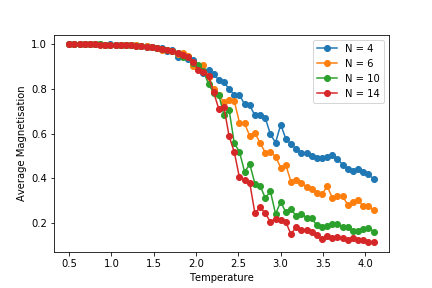 1.0
0.8
0.6
0.4
0.2
Average Magnetisation
N = 4
N = 6
N = 10
N = 14
0.5 1.0 1.5 2.0 2.5 3.0 3.5 4.0
Temperature